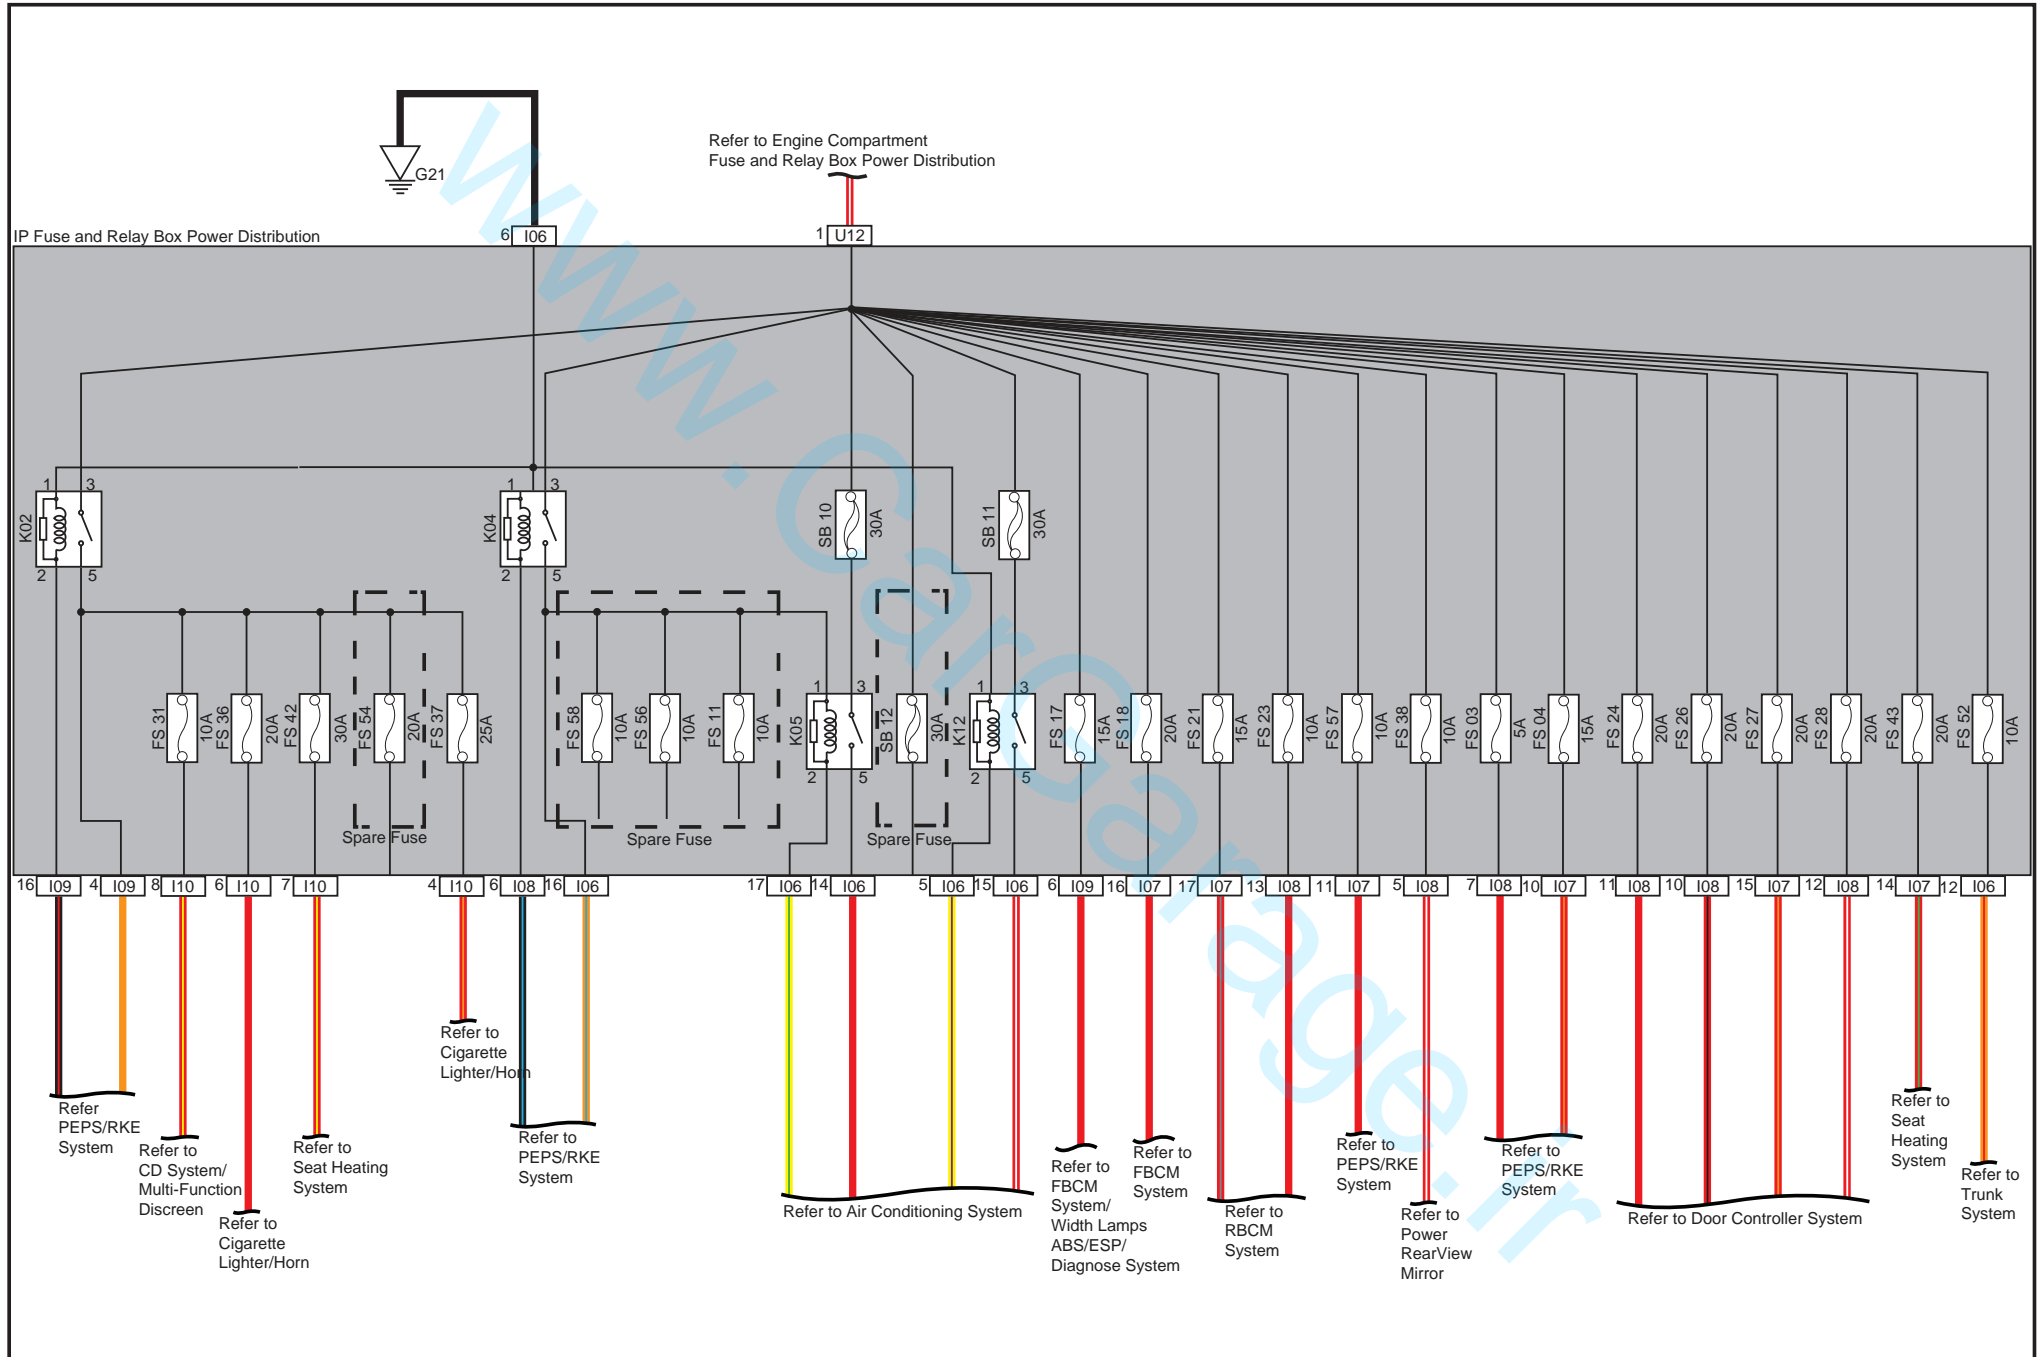 Refer to Engine Compartment
Fuse and Relay Box Power Distribution
G21
IP Fuse and Relay Box Power Distribution
6 I06
1 U12
1 3
K02
2 5
1 3
K04
2 5
SB 10
30A
SB 11
30A
FS 31
10A
FS 36
20A
FS 42
30A
FS 54
20A
FS 37
25A
FS 58
10A
FS 56
10A
FS 11
10A
1 3
K05
2 5
SB 12
30A
1 3
K12
2 5
FS 17
15A
FS 18
20A
FS 21
15A
FS 23
10A
FS 57
10A
FS 38
10A
FS 03
5A
FS 04
15A
FS 24
20A
FS 26
20A
FS 27
20A
FS 28
20A
FS 43
20A
FS 52
10A
Spare Fuse
Spare Fuse
Spare Fuse
16 I09
4 I09
8 I10
6 I10
7 I10
4 I10
6 I08
16 I06
17 I06
14 I06
5 I06
15 I06
6 I09
16 I07
17 I07
13 I08
11 I07
5 I08
7 I08
10 I07
11 I08
10 I08
15 I07
12 I08
14 I07
12 I06
Refer
PEPS/RKE
System
Refer to
CD System/
Multi-Function
Discreen
Refer to
Cigarette
Lighter/Horn
Refer to
Seat Heating
System
Refer to
Cigarette
Lighter/Horn
Refer to
PEPS/RKE
System
Refer to Air Conditioning System
Refer to
FBCM
System/
Width Lamps
ABS/ESP/
Diagnose System
Refer to
FBCM
System
Refer to
RBCM
System
Refer to
PEPS/RKE
System
Refer to
Power
RearView
Mirror
Refer to
PEPS/RKE
System
Refer to Door Controller System
Refer to
Seat
Heating
System
Refer to
Trunk
System
www.CarGarage.ir